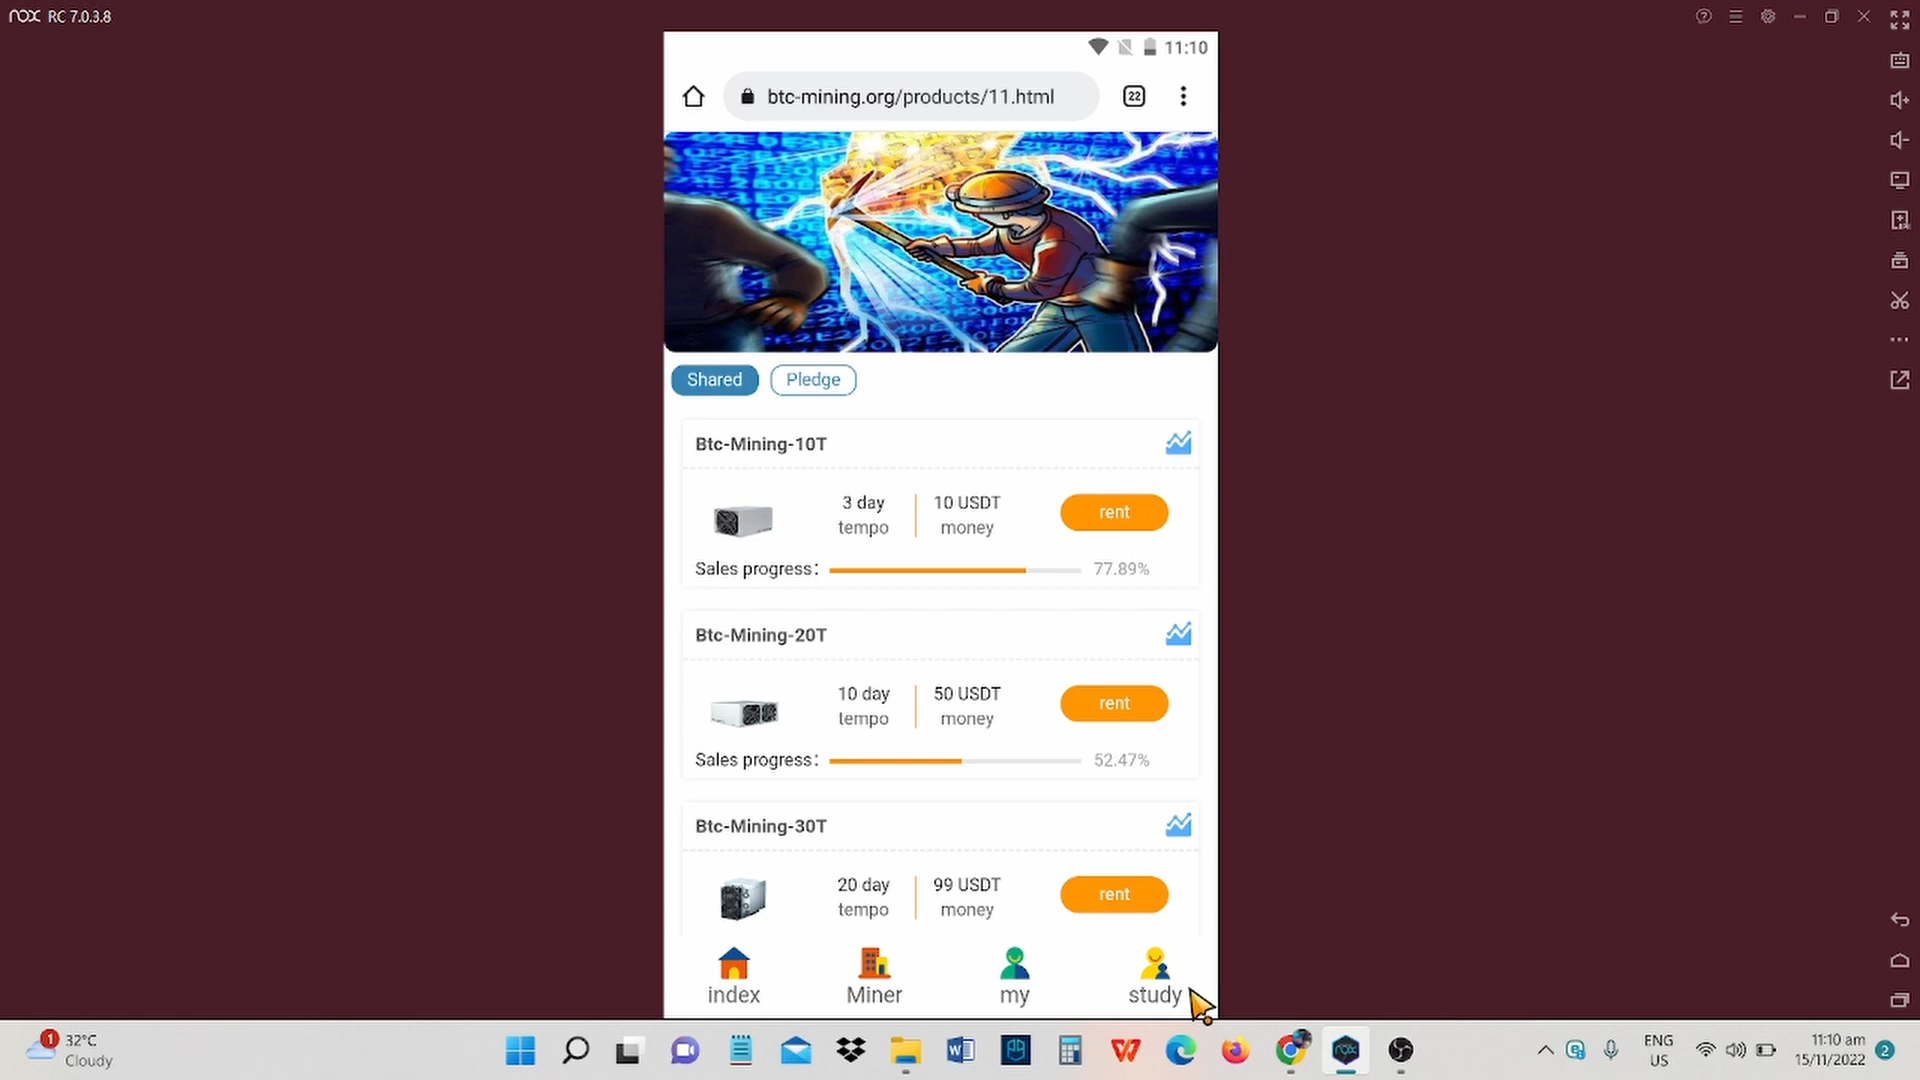 nox RC 7.0.3.8
11:10
btc-mining.org/products/11.html
22
Shared
Pledge
Btc-Mining-10T
3 day
10 USDT
rent
tempo
money
Sales progress:
77.89%
Btc-Mining-20T
10 day
50 USDT
rent
tempo
money
Sales progress:
52.47%
Btc-Mining-30T
20 day
99 USDT
rent
tempo
money
index
Miner
my
study
1
32°C
Cloudy
ENG
US
11:10 am
15/11/2022
2